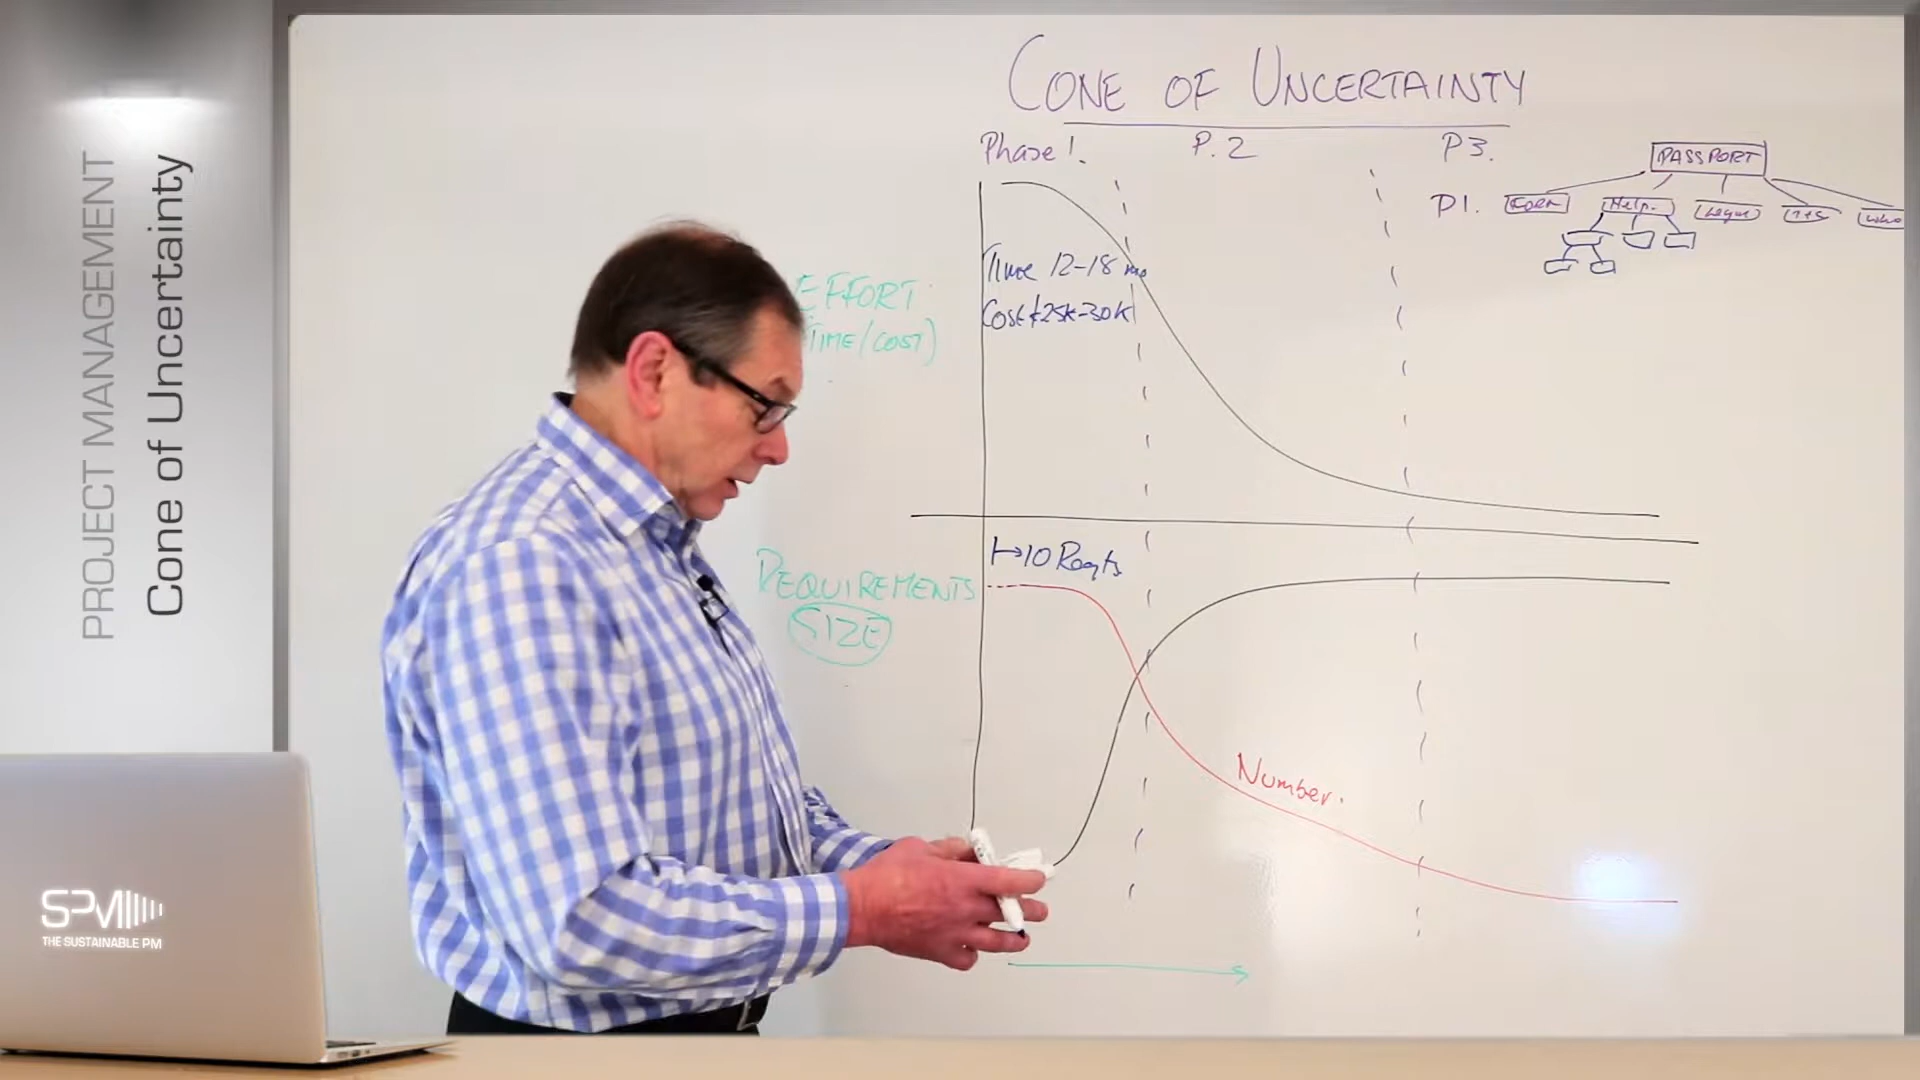 PROJECT MANAGEMENT
Cone of Uncertainty
CONE OF UNCERTAINTY
Phase 1.
P.2
P3.
PASSPORT
P1.
FORM
Help.
Legal
T+C
Who
EFFORT
TIME/COST)
Time 12-18 mo
Cost £25K-30K
1→10 Reqts
REQUIREMENTS
SIZE
Number.
SPM
THE SUSTAINABLE PM